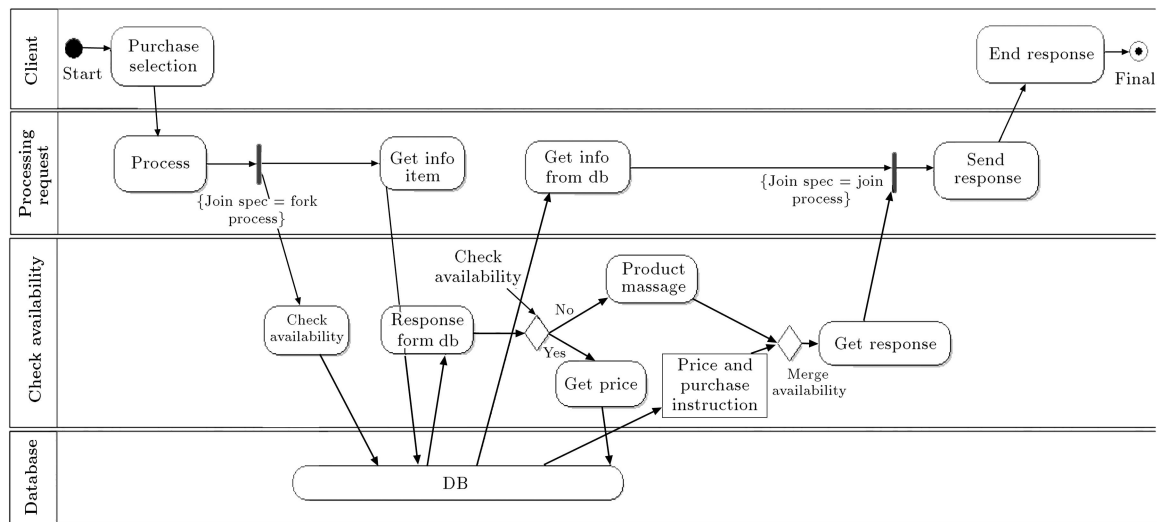 Client
Start
Purchase
selection
End response
Final
Processing
request
Process
{Join spec = fork
process}
Get info
item
Get info
from db
{Join spec = join
process}
Send
response
Check availability
Check
availability
Response
form db
Check
availability
No
Yes
Product
massage
Get price
Price and
purchase
instruction
Merge
availability
Get response
Database
DB